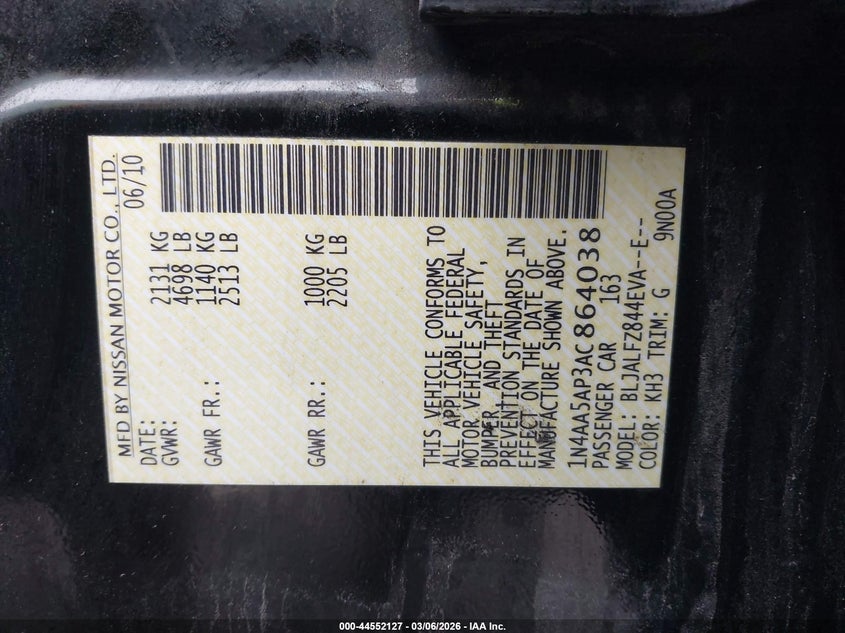 MFD BY NISSAN MOTOR CO., LTD.
DATE: 06/10
GVWR: 2131 KG
4698 LB
GAWR FR.: 1140 KG
2513 LB
GAWR RR.: 1000 KG
2205 LB
THIS VEHICLE CONFORMS TO
ALL APPLICABLE FEDERAL
MOTOR VEHICLE SAFETY,
BUMPER, AND THEFT
PREVENTION STANDARDS IN
EFFECT ON THE DATE OF
MANUFACTURE SHOWN ABOVE.
1N4AA5AP3AC864038
PASSENGER CAR 163
MODEL: BLJALFZ844EVA--E--
COLOR: KH3 TRIM: G 9N00A
000-44552127 - 03/06/2026 - IAA Inc.